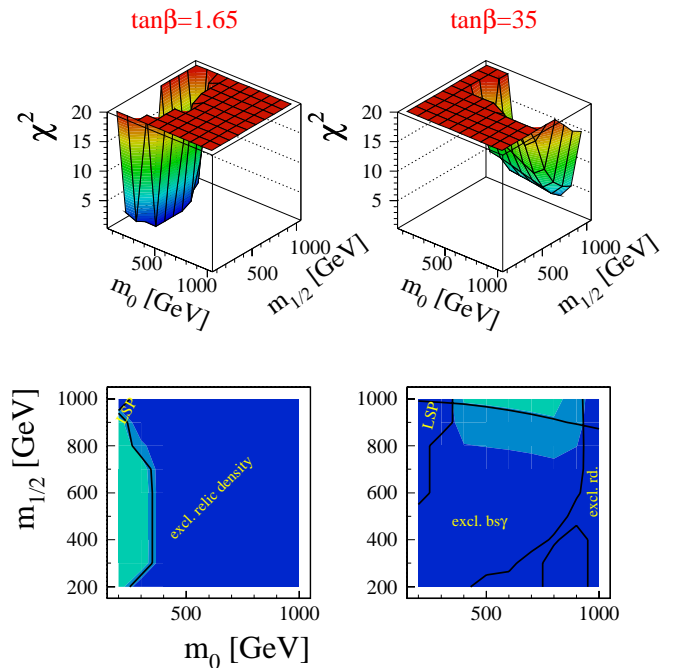 tanβ=1.65
tanβ=35
χ²
20
15
10
5
500
1000
m₀ [GeV]
500
1000
m₁/₂ [GeV]
χ²
20
15
10
5
500
1000
m₀ [GeV]
500
1000
m₁/₂ [GeV]
m₁/₂ [GeV]
1000
800
600
400
200
LSP
excl. relic density
500
1000
m₀ [GeV]
1000
800
600
400
200
LSP
excl. bsγ
excl. rd.
500
1000